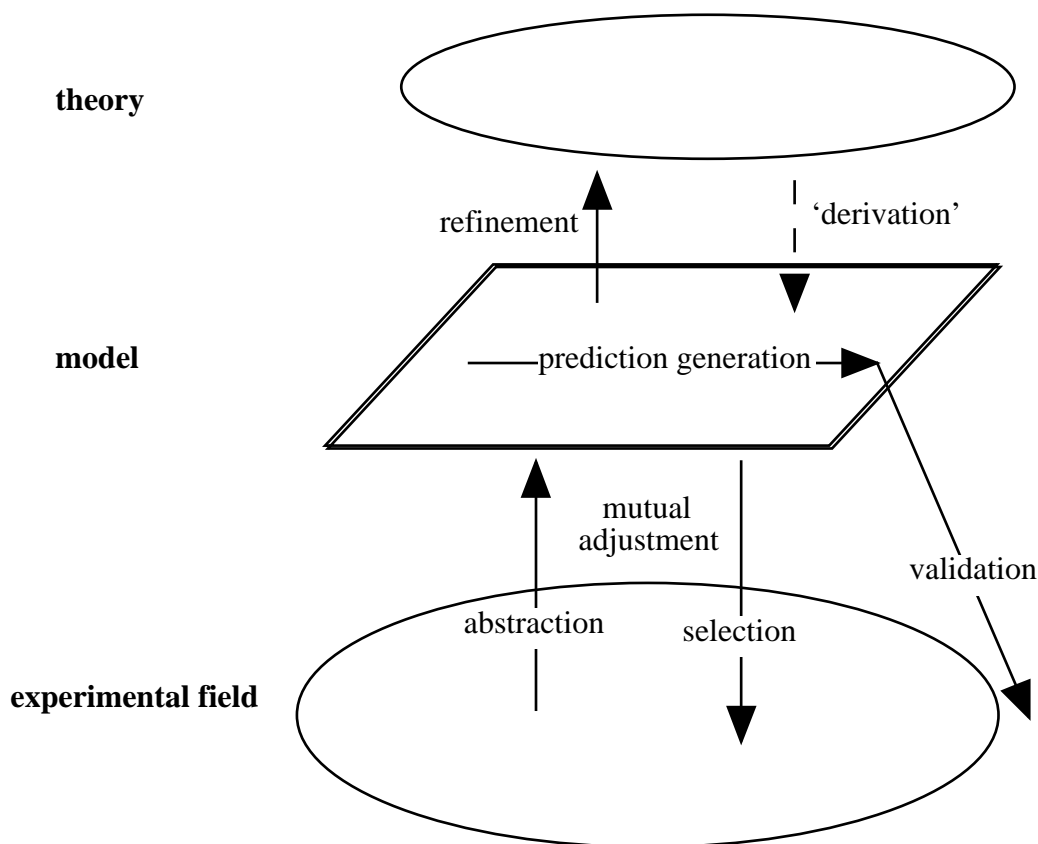 theory
refinement
‘derivation’
model
prediction generation
mutual
adjustment
validation
abstraction
selection
experimental field